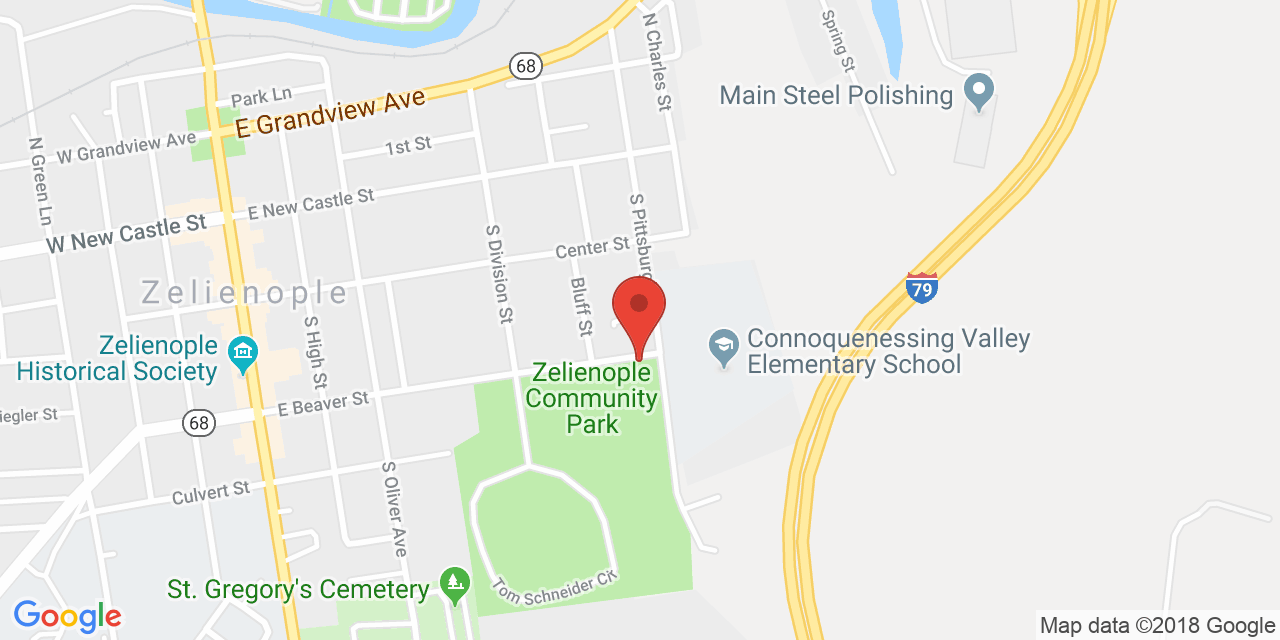 N Charles St
Spring St
68
Park Ln
E Grandview Ave
Main Steel Polishing
W Grandview Ave
N Green Ln
1st St
E New Castle St
W New Castle St
S Pittsburg
S Division St
Center St
Zelienople
79
Bluff St
S High St
Zelienople
Historical Society
Connoquenessing Valley
Elementary School
Zelienople
Community
Park
E Beaver St
iegler St
68
Culvert St
S Oliver Ave
St. Gregory's Cemetery
Tom Schneider Cir
Google
Map data ©2018 Google